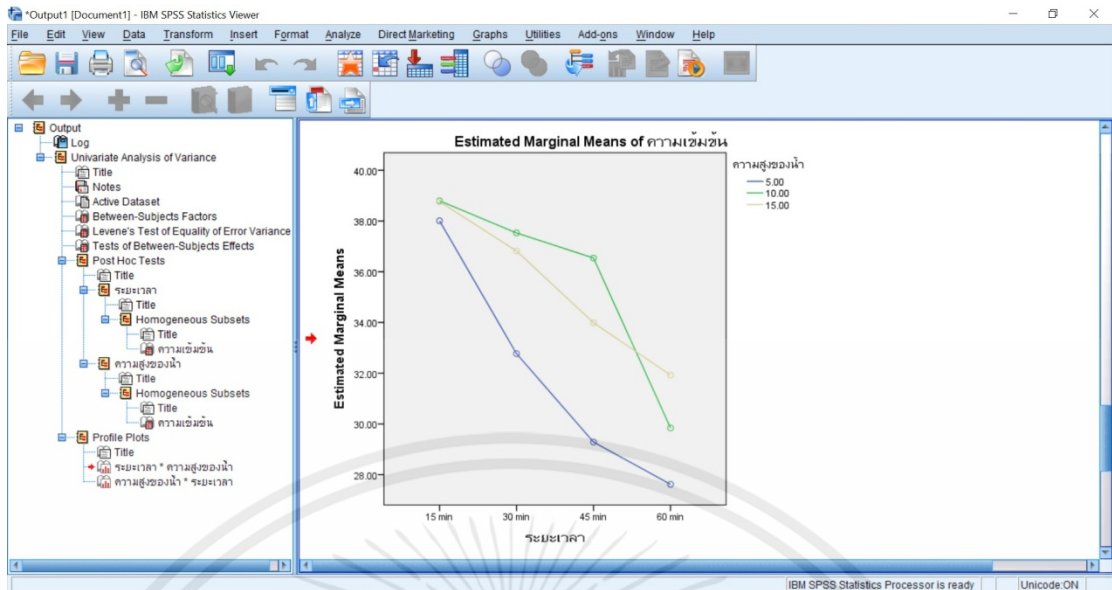 *Output1 [Document1] - IBM SPSS Statistics Viewer
File Edit View Data Transform Insert Format Analyze Direct Marketing Graphs Utilities Add-ons Window Help
Output
Log
Univariate Analysis of Variance
Title
Notes
Active Dataset
Between-Subjects Factors
Levene's Test of Equality of Error Variance
Tests of Between-Subjects Effects
Post Hoc Tests
Title
ระยะเวลา
Title
Homogeneous Subsets
Title
ความเข้มข้น
ความสูงของน้ำ
Title
Homogeneous Subsets
Title
ความเข้มข้น
Profile Plots
Title
ระยะเวลา * ความสูงของน้ำ
ความสูงของน้ำ * ระยะเวลา
Estimated Marginal Means of ความเข้มข้น
Estimated Marginal Means
40.00
38.00
36.00
34.00
32.00
30.00
28.00
15 min 30 min 45 min 60 min
ระยะเวลา
ความสูงของน้ำ
5.00
10.00
15.00
IBM SPSS Statistics Processor is ready Unicode:ON